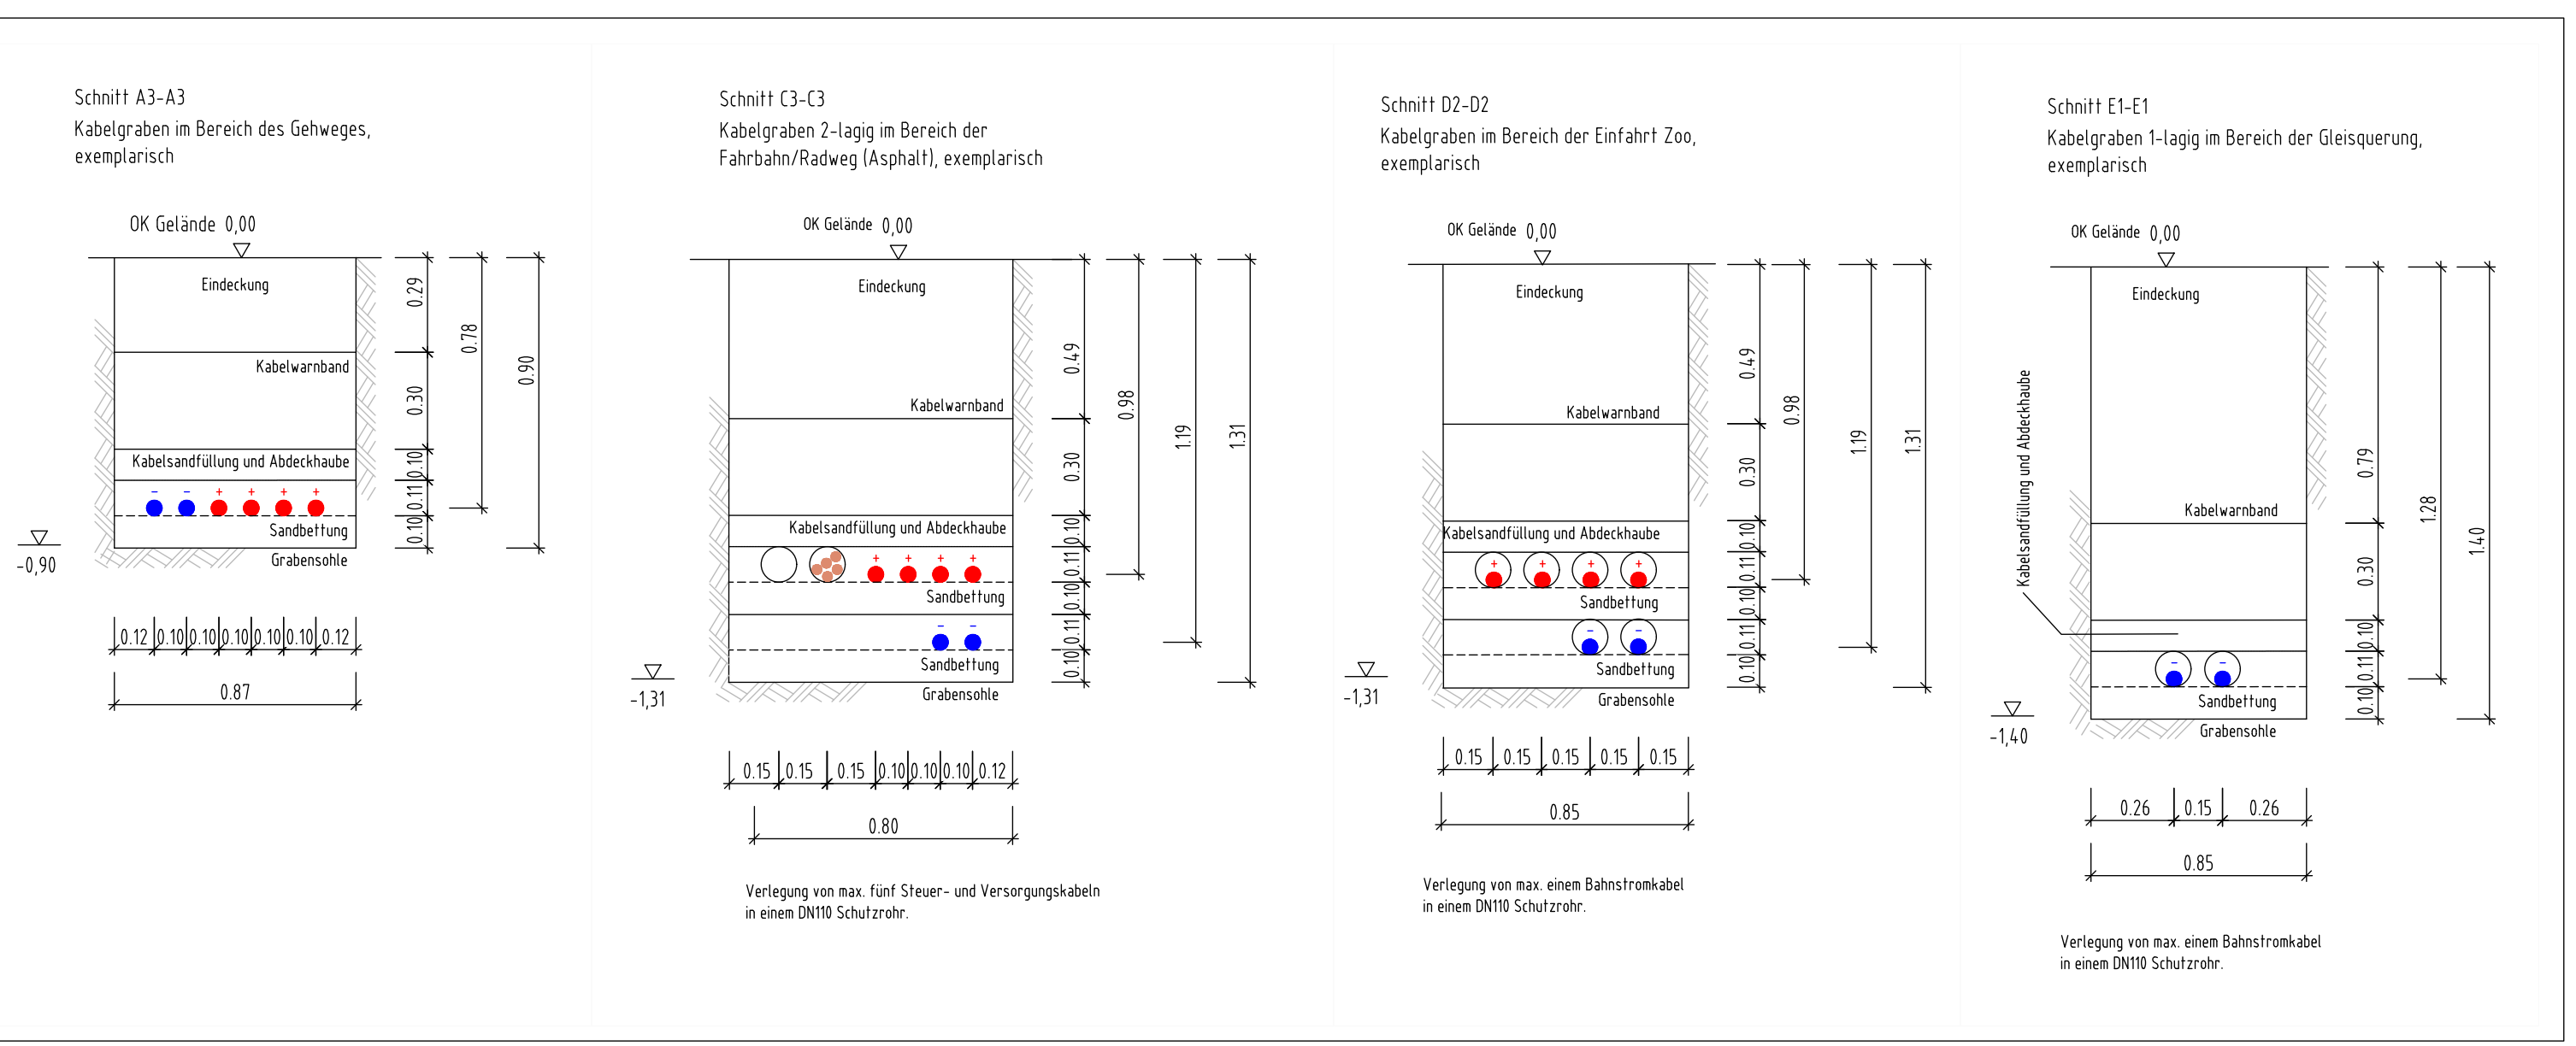 Schnitt A3-A3
Kabelgraben im Bereich des Gehweges,
exemplarisch
OK Gelände 0,00
Eindeckung
Kabelwarnband
Kabelsandfüllung und Abdeckhaube
- - + + + +
Sandbettung
Grabensohle
-0,90
0.29
0.30
0.10
0.11
0.10
0.78
0.90
0.12 0.10 0.10 0.10 0.10 0.10 0.12
0.87
Schnitt C3-C3
Kabelgraben 2-lagig im Bereich der
Fahrbahn/Radweg (Asphalt), exemplarisch
OK Gelände 0,00
Eindeckung
Kabelwarnband
Kabelsandfüllung und Abdeckhaube
+ + + +
Sandbettung
- -
Sandbettung
Grabensohle
-1,31
0.49
0.30
0.10
0.11
0.10
0.11
0.10
0.98
1.19
1.31
0.15 0.15 0.15 0.10 0.10 0.10 0.12
0.80
Verlegung von max. fünf Steuer- und Versorgungskabeln
in einem DN110 Schutzrohr.
Schnitt D2-D2
Kabelgraben im Bereich der Einfahrt Zoo,
exemplarisch
OK Gelände 0,00
Eindeckung
Kabelwarnband
Kabelsandfüllung und Abdeckhaube
+ + + +
Sandbettung
- -
Sandbettung
Grabensohle
-1,31
0.49
0.30
0.10
0.11
0.10
0.11
0.10
0.98
1.19
1.31
0.15 0.15 0.15 0.15 0.15
0.85
Verlegung von max. einem Bahnstromkabel
in einem DN110 Schutzrohr.
Schnitt E1-E1
Kabelgraben 1-lagig im Bereich der Gleisquerung,
exemplarisch
OK Gelände 0,00
Eindeckung
Kabelsandfüllung und Abdeckhaube
Kabelwarnband
- -
Sandbettung
Grabensohle
-1,40
0.79
0.30
0.10
0.11
0.10
1.28
1.40
0.26 0.15 0.26
0.85
Verlegung von max. einem Bahnstromkabel
in einem DN110 Schutzrohr.